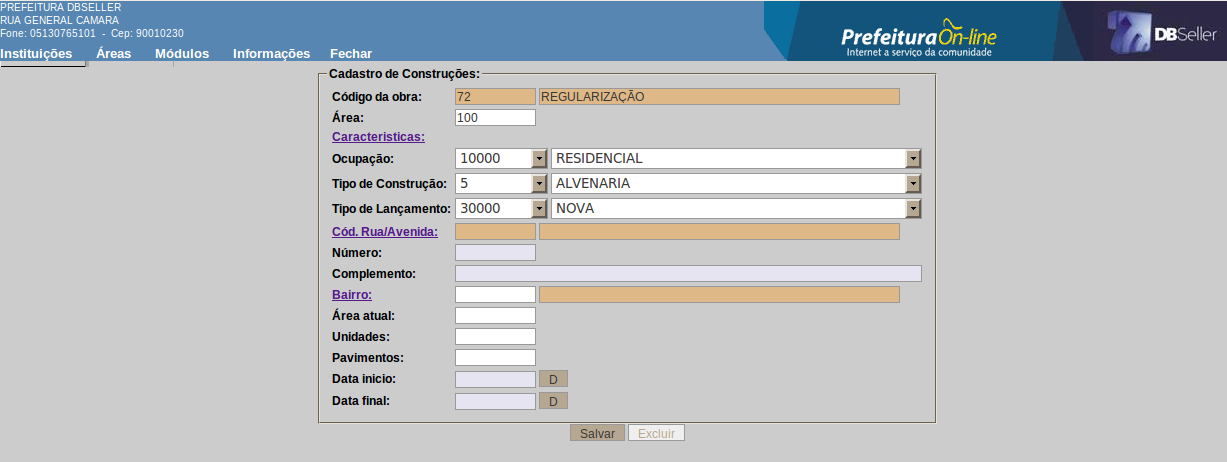 PREFEITURA DBSELLER
RUA GENERAL CAMARA
Fone: 05130765101 - Cep: 90010230
Prefeitura On-line
Internet a serviço da comunidade
DBSeller
Instituições Áreas Módulos Informações Fechar
Cadastro de Construções:
Código da obra: 72 REGULARIZAÇÃO
Área: 100
Caracteristicas:
Ocupação: 10000 RESIDENCIAL
Tipo de Construção: 5 ALVENARIA
Tipo de Lançamento: 30000 NOVA
Cód. Rua/Avenida:
Número:
Complemento:
Bairro:
Área atual:
Unidades:
Pavimentos:
Data inicio: D
Data final: D
Salvar Excluir